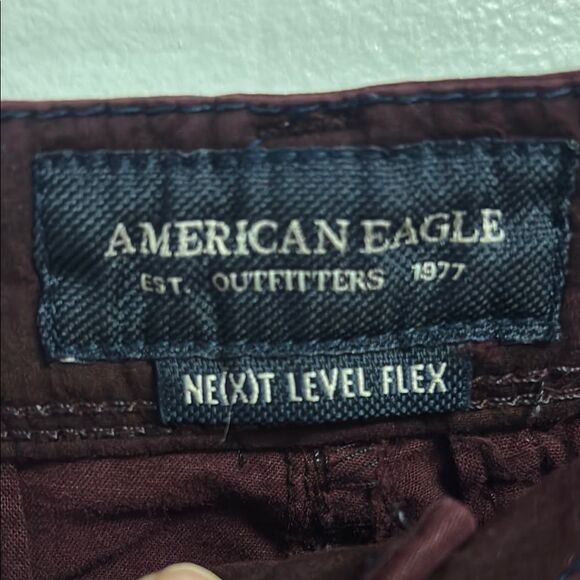 AMERICAN EAGLE
EST. OUTFITTERS 1977
NE(X)T LEVEL FLEX